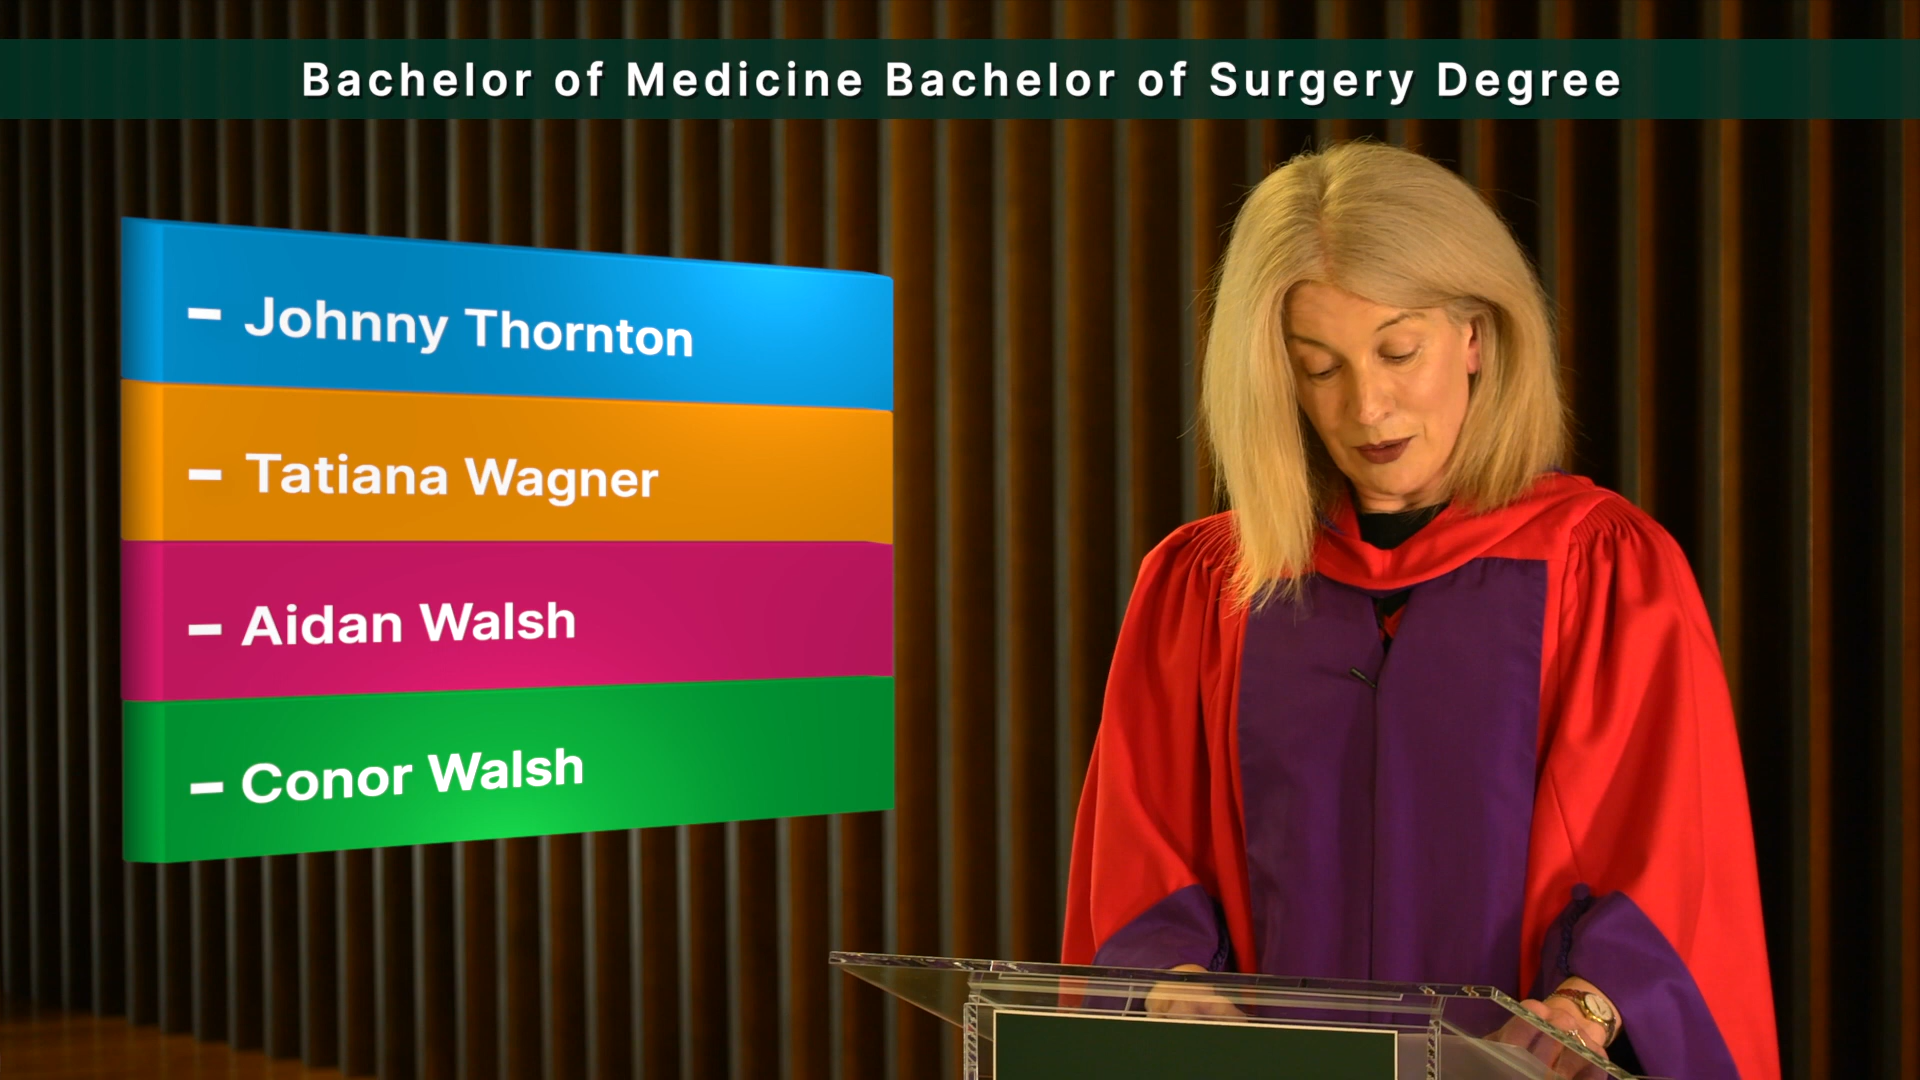 Bachelor of Medicine Bachelor of Surgery Degree
– Johnny Thornton
– Tatiana Wagner
– Aidan Walsh
– Conor Walsh